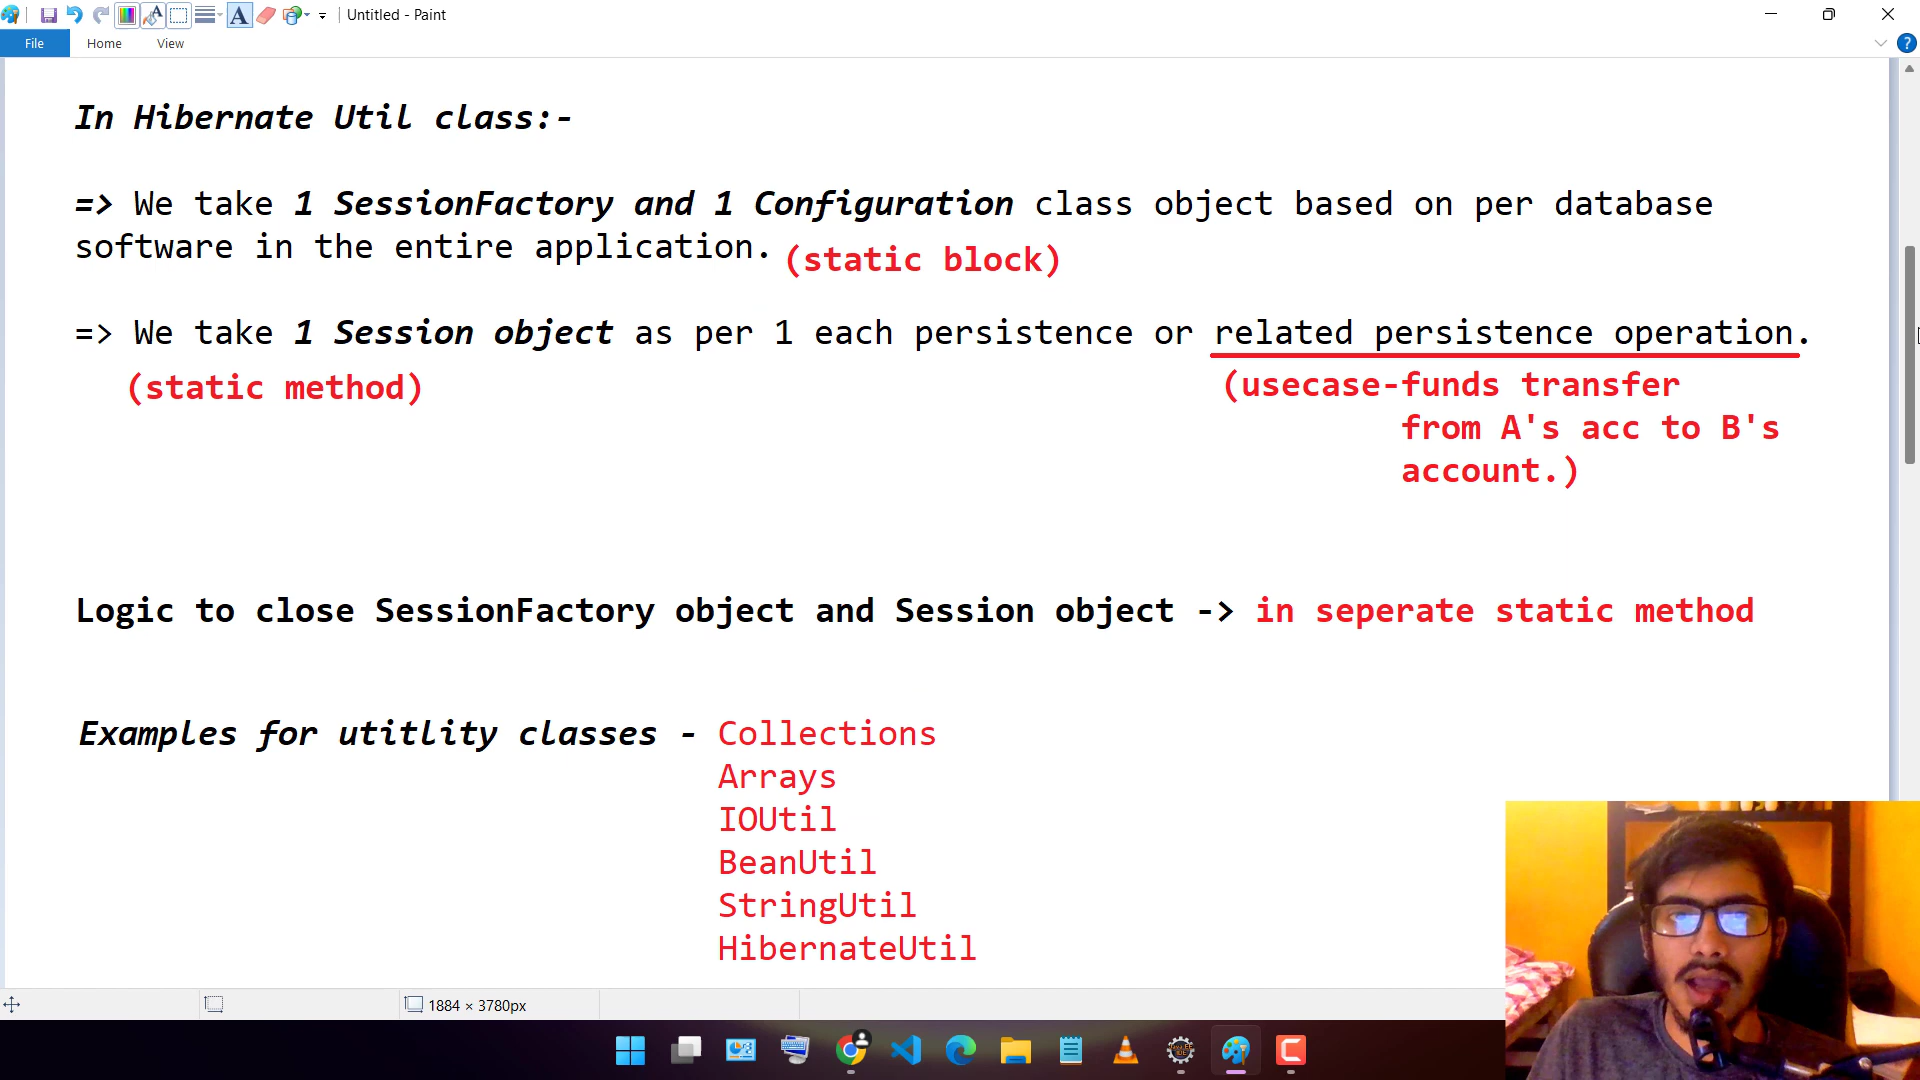 Untitled - Paint
File Home View
In Hibernate Util class:-
=> We take 1 SessionFactory and 1 Configuration class object based on per database
software in the entire application. (static block)
=> We take 1 Session object as per 1 each persistence or related persistence operation.
(static method)
(usecase-funds transfer
from A's acc to B's
account.)
Logic to close SessionFactory object and Session object -> in seperate static method
Examples for utitlity classes - Collections
Arrays
IOUtil
BeanUtil
StringUtil
HibernateUtil
1884 × 3780px